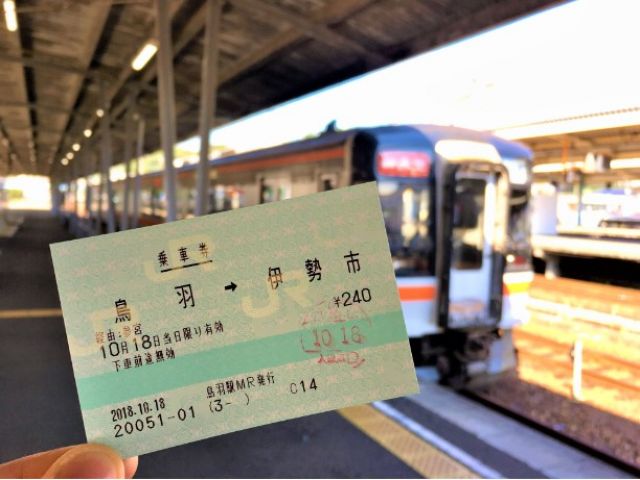 乗車券
鳥羽 → 伊勢市
経由:参宮
¥240
10月18日当日限り有効
下車前途無効
10.18
2018.10.18 鳥羽駅MR発行
20051-01 (3- ) C14